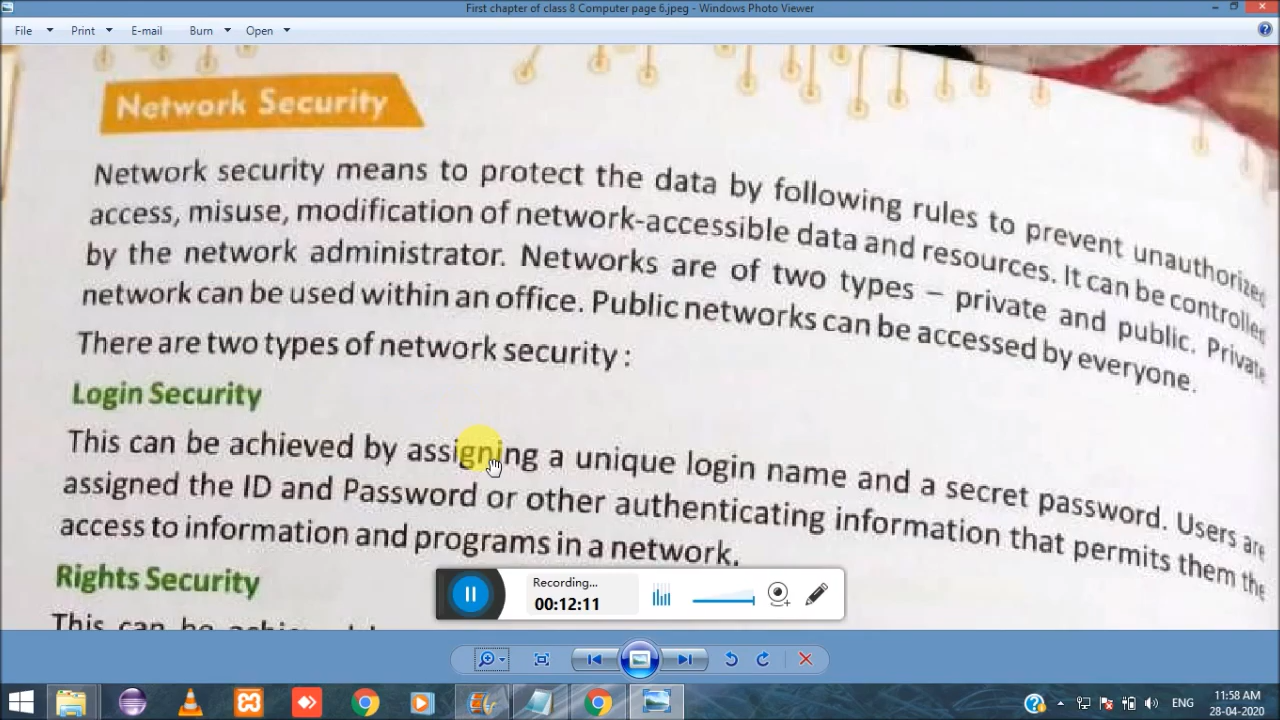 First chapter of class 8 Computer page 6.jpeg - Windows Photo Viewer
File Print E-mail Burn Open
Network Security
Network security means to protect the data by following rules to prevent unauthorized
access, misuse, modification of network-accessible data and resources. It can be controlled
by the network administrator. Networks are of two types – private and public. Private
network can be used within an office. Public networks can be accessed by everyone.
There are two types of network security :
Login Security
This can be achieved by assigning a unique login name and a secret password. Users are
assigned the ID and Password or other authenticating information that permits them the
access to information and programs in a network.
Rights Security
This can be achieved
Recording...
00:12:11
ENG
11:58 AM
28-04-2020